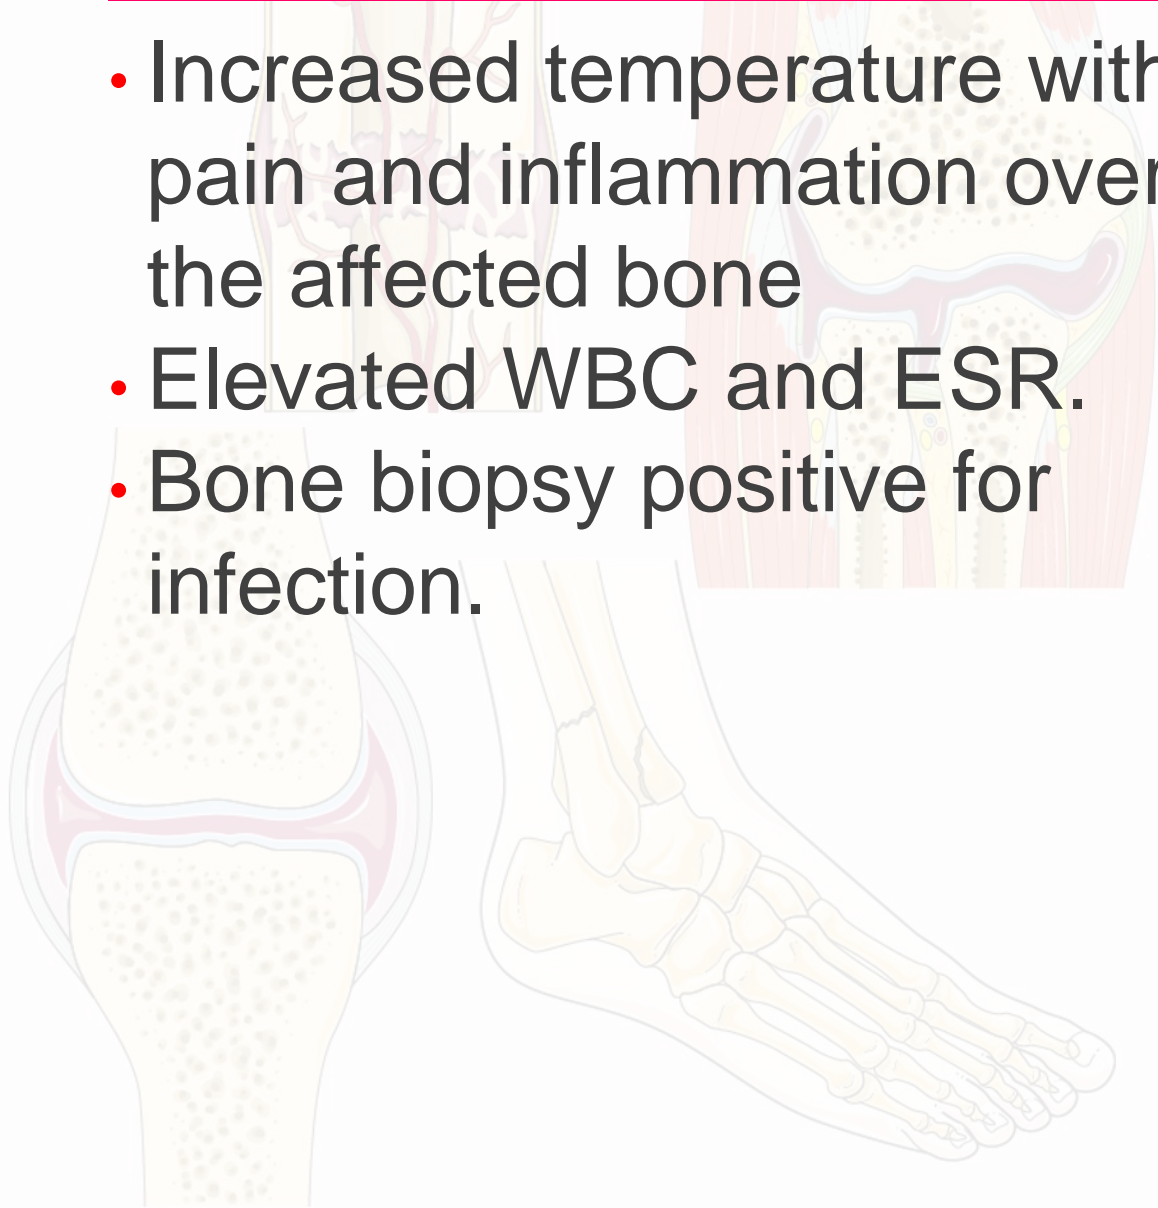 • Increased temperature with
pain and inflammation over
the affected bone
• Elevated WBC and ESR.
• Bone biopsy positive for
infection.